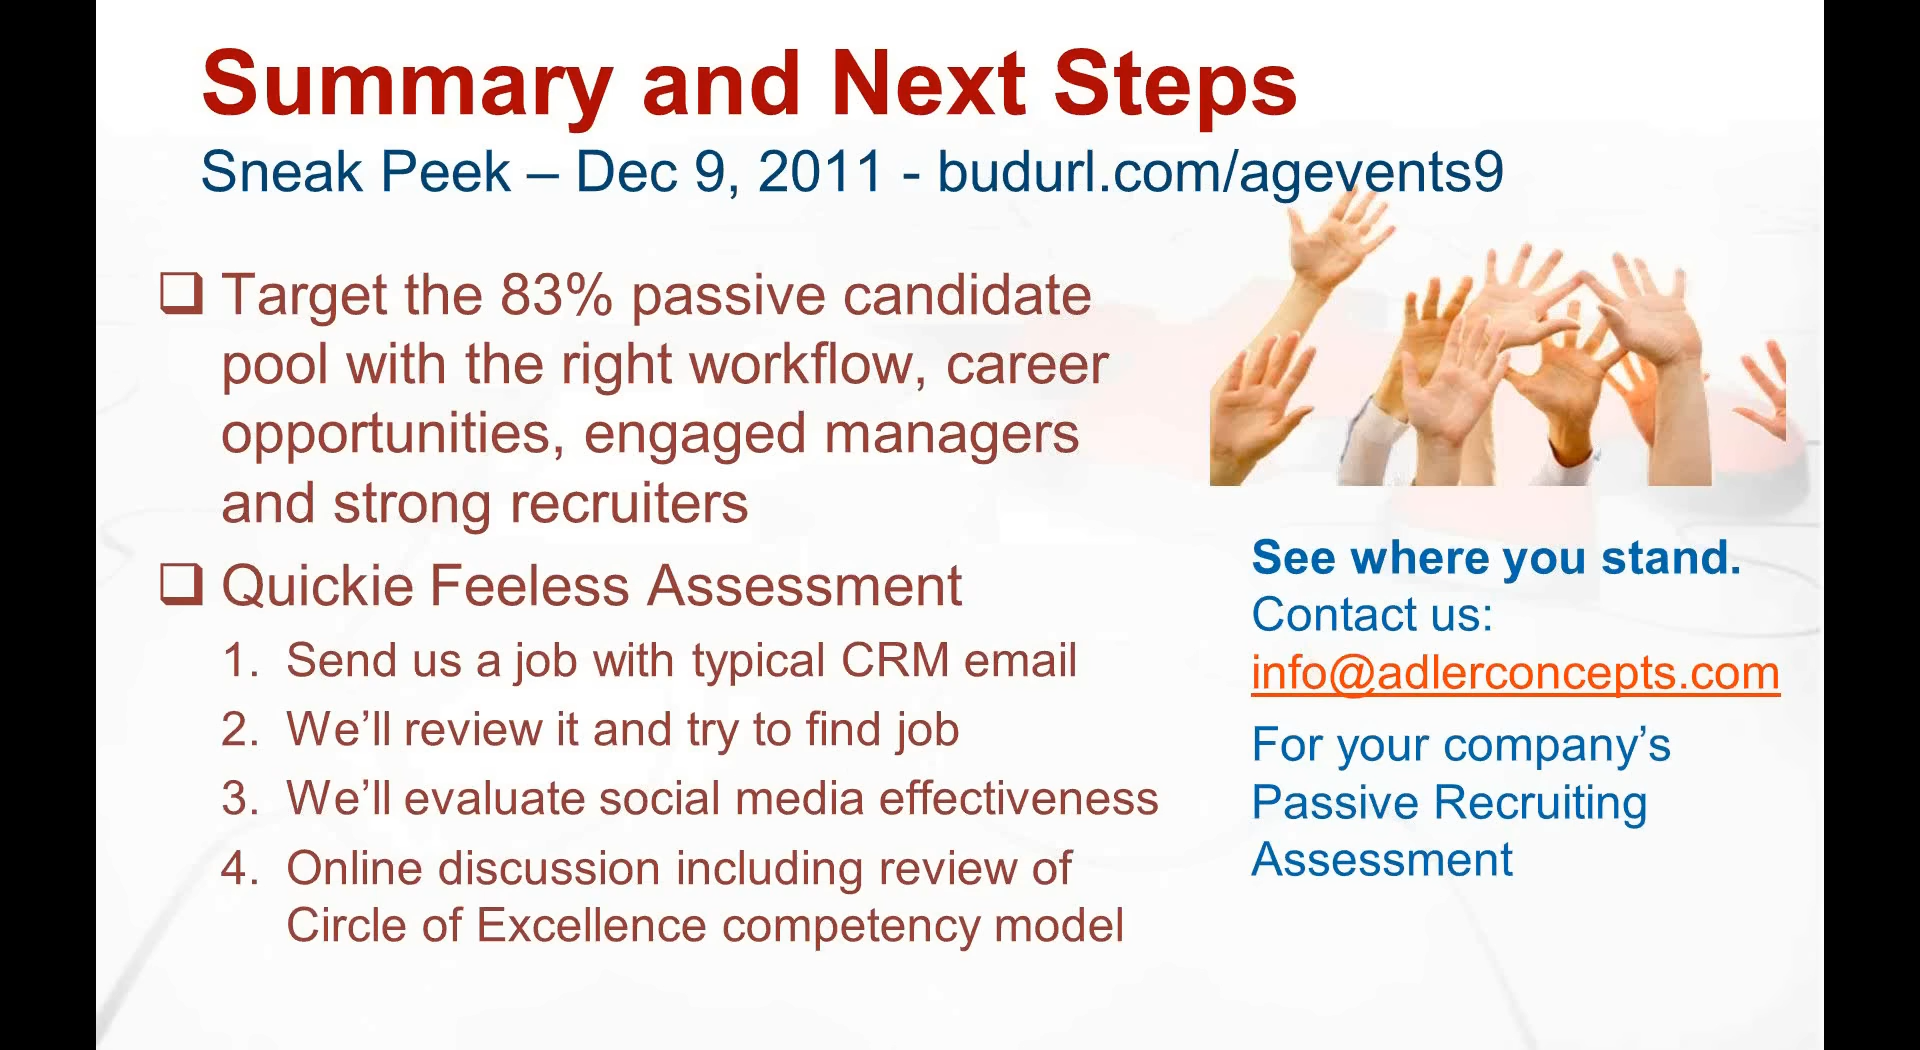 Summary and Next Steps
Sneak Peek – Dec 9, 2011 - budurl.com/agevents9
❑ Target the 83% passive candidate
pool with the right workflow, career
opportunities, engaged managers
and strong recruiters
❑ Quickie Feeless Assessment
1. Send us a job with typical CRM email
2. We’ll review it and try to find job
3. We’ll evaluate social media effectiveness
4. Online discussion including review of
Circle of Excellence competency model
See where you stand.
Contact us:
info@adlerconcepts.com
For your company’s
Passive Recruiting
Assessment